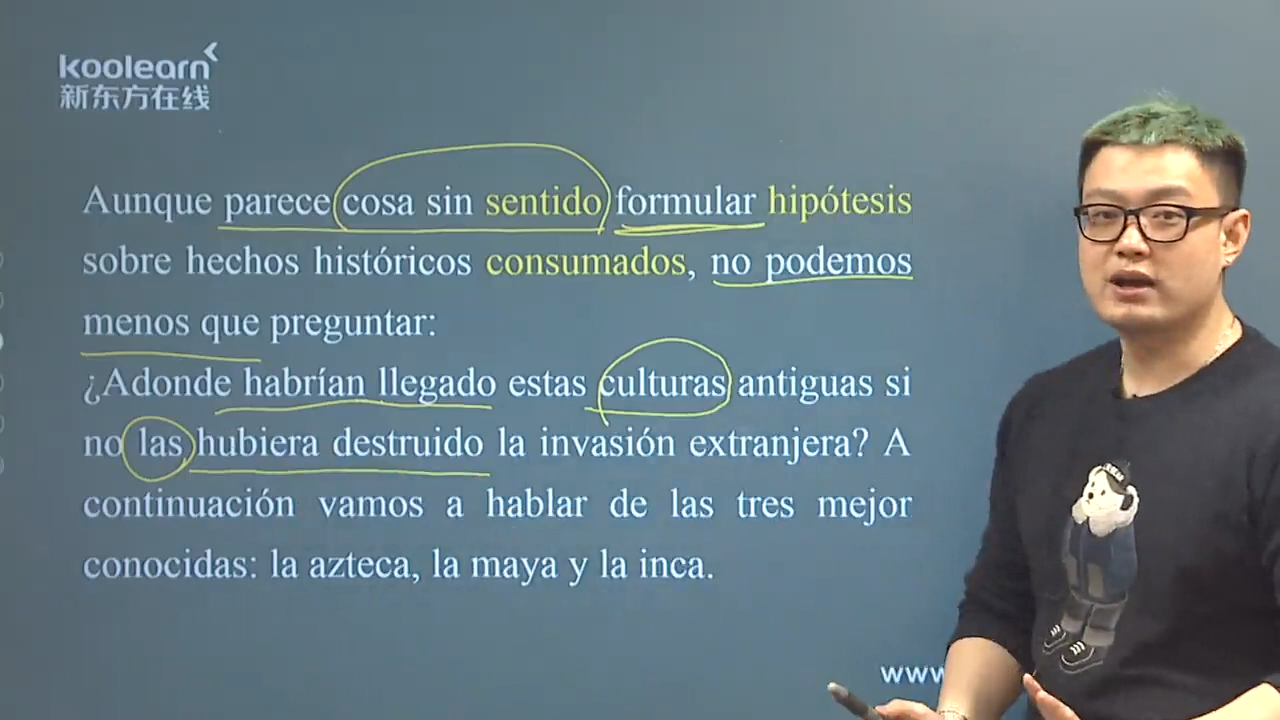 koolearn
新东方在线
Aunque parece cosa sin sentido formular hipótesis
sobre hechos históricos consumados, no podemos
menos que preguntar:
¿Adonde habrían llegado estas culturas antiguas si
no las hubiera destruido la invasión extranjera? A
continuación vamos a hablar de las tres mejor
conocidas: la azteca, la maya y la inca.
www